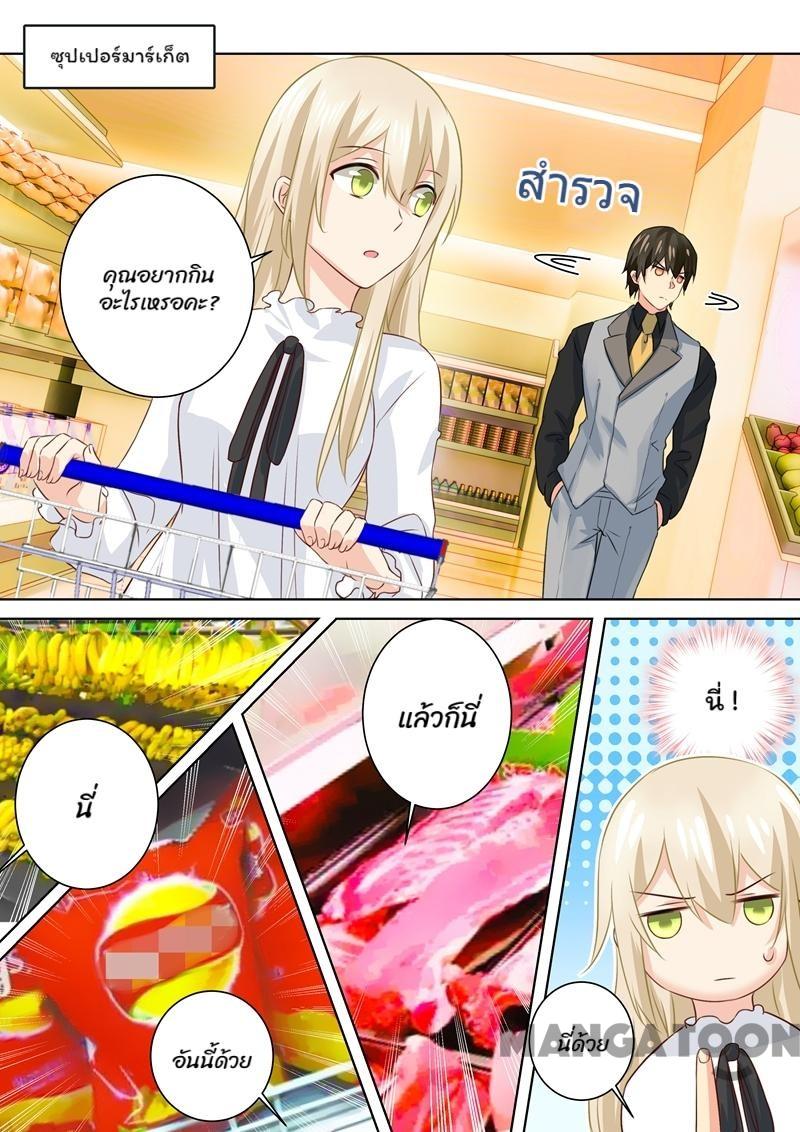 ซุปเปอร์มาร์เก็ต
สำรวจ
คุณอยากกิน
อะไรเหรอคะ?
นี่
แล้วก็นี่
นี่ !
อันนี้ด้วย
นี่ด้วย
MANGATOON